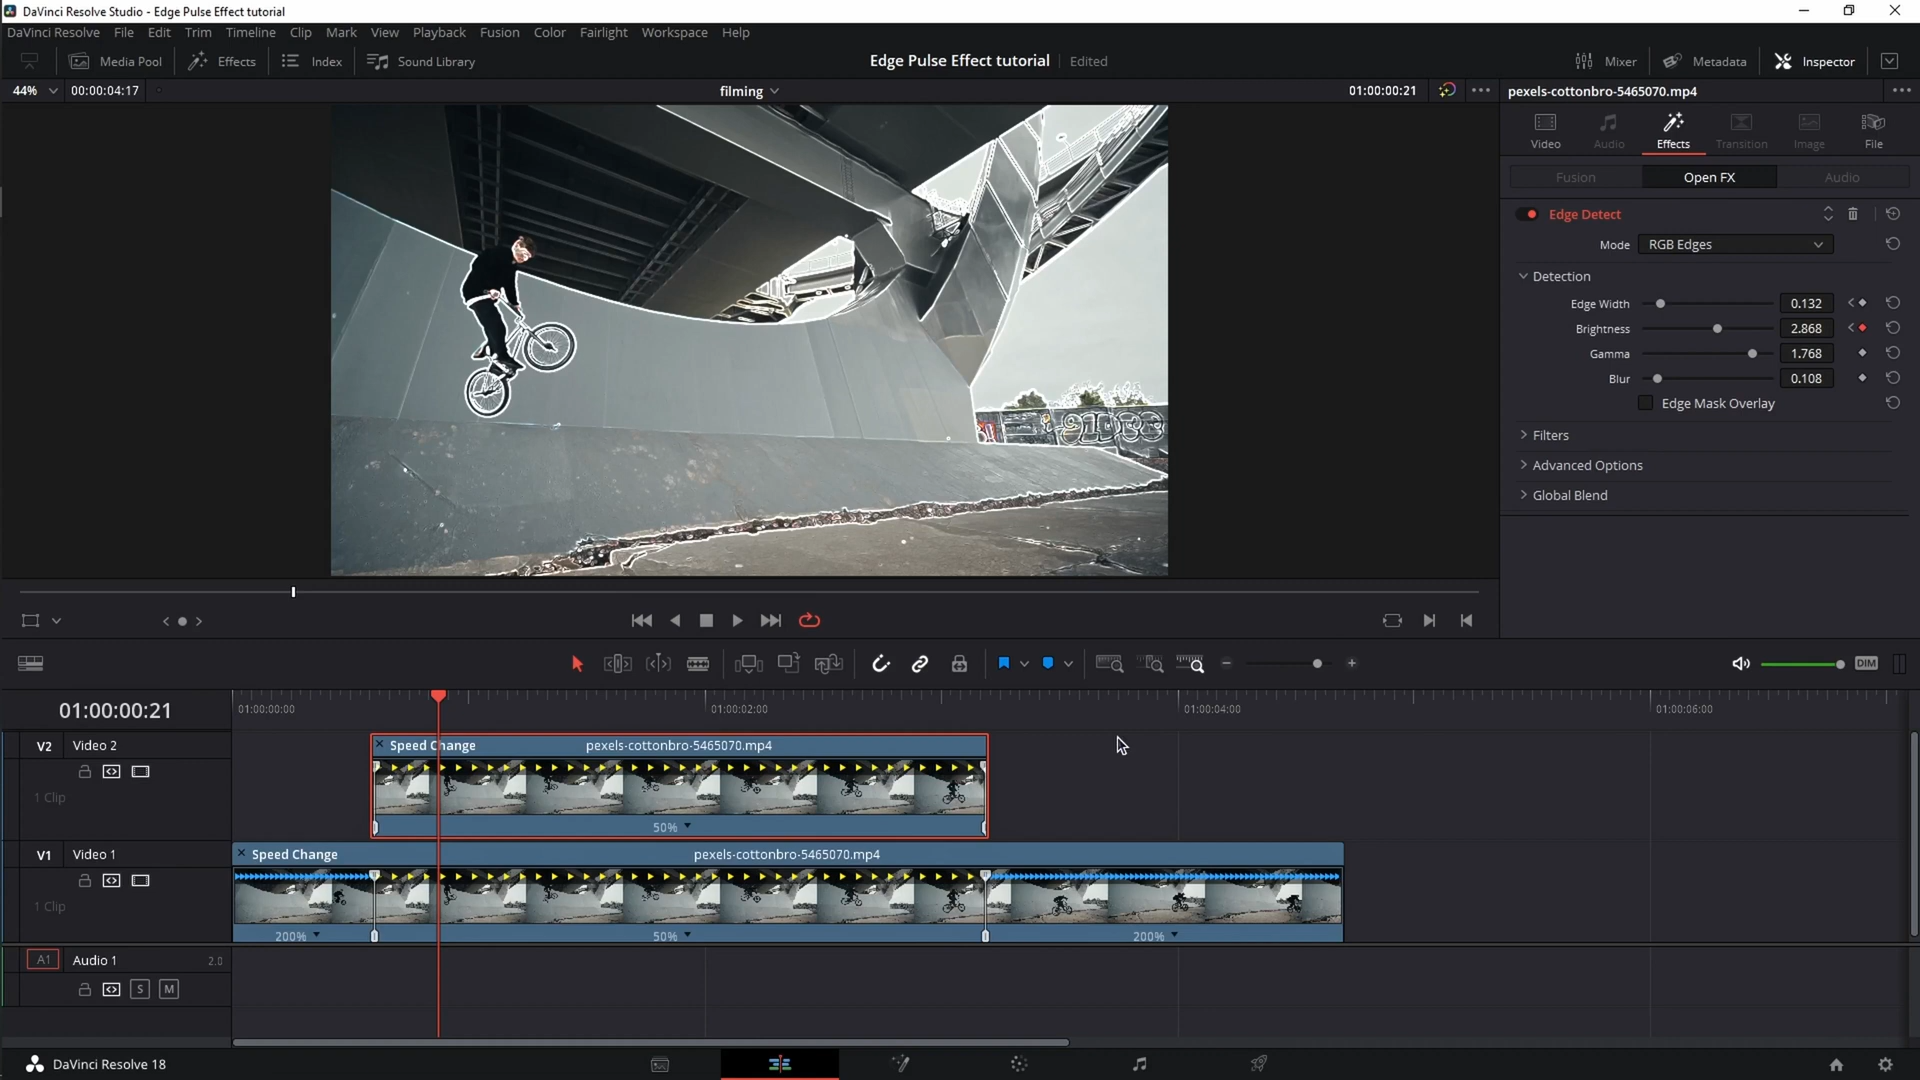 DaVinci Resolve Studio - Edge Pulse Effect tutorial
DaVinci Resolve File Edit Trim Timeline Clip Mark View Playback Fusion Color Fairlight Workspace Help
Media Pool Effects Index Sound Library Edge Pulse Effect tutorial Edited Mixer Metadata Inspector
44% 00:00:04:17 filming 01:00:00:21 pexels-cottonbro-5465070.mp4
Video Audio Effects Transition Image File
Fusion Open FX Audio
Edge Detect
Mode RGB Edges
Detection
Edge Width 0.132
Brightness 2.868
Gamma 1.768
Blur 0.108
Edge Mask Overlay
Filters
Advanced Options
Global Blend
DIM
01:00:00:21 01:00:00:00 01:00:02:00 01:00:04:00 01:00:06:00
V2 Video 2 Speed Change pexels-cottonbro-5465070.mp4
1 Clip
50%
V1 Video 1 Speed Change pexels-cottonbro-5465070.mp4
1 Clip
200% 50% 200%
A1 Audio 1 2.0
S M
DaVinci Resolve 18